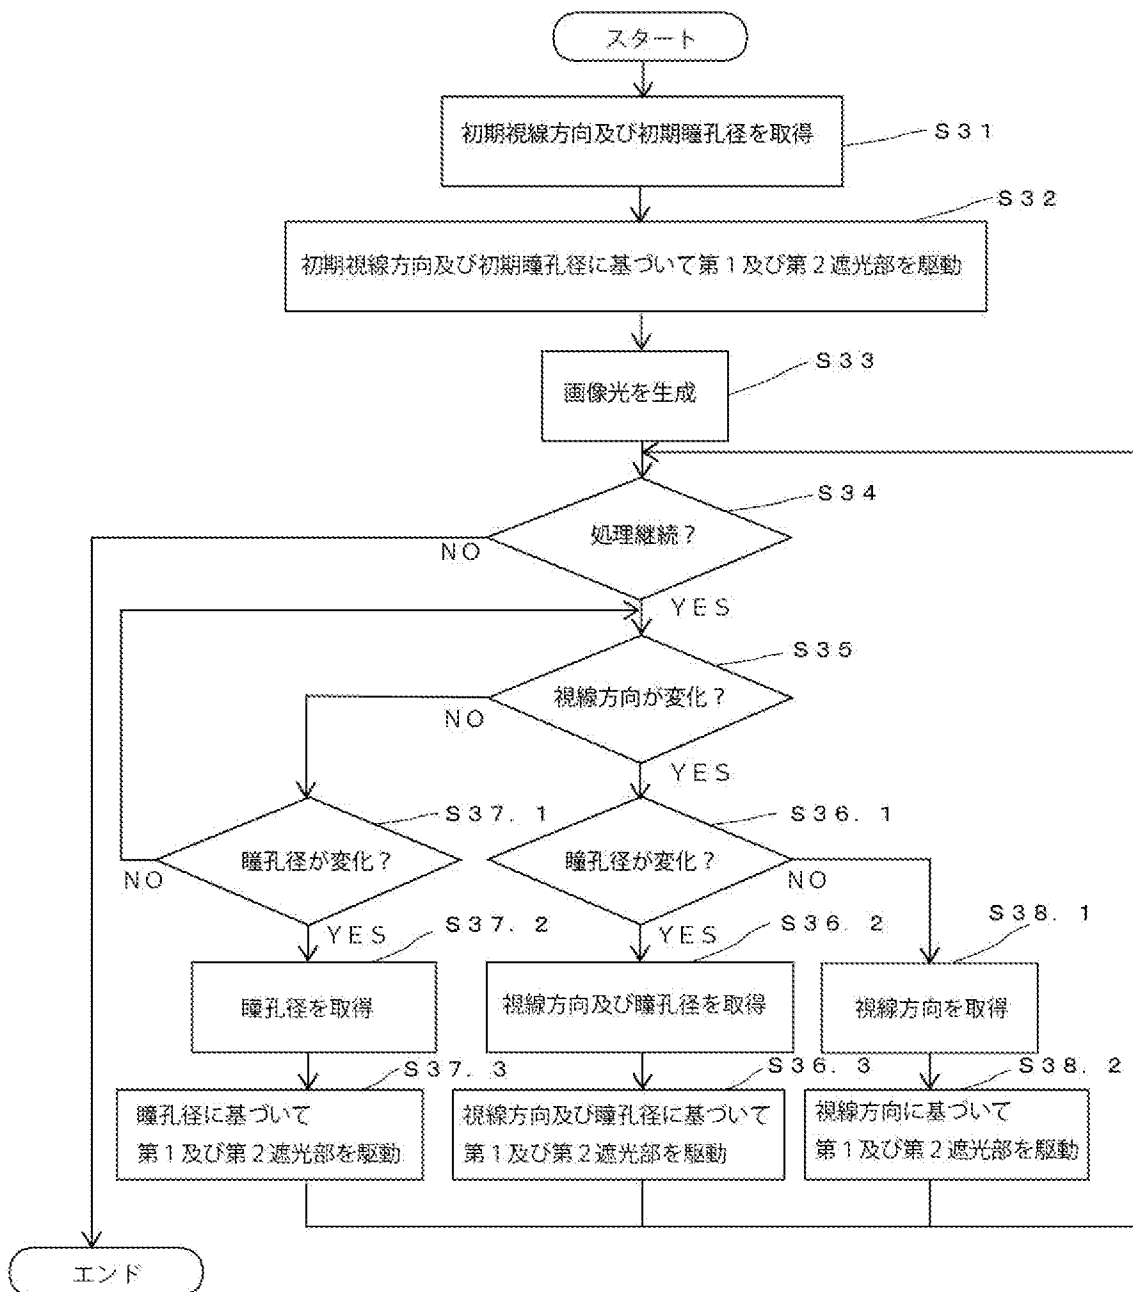 スタート
初期視線方向及び初期瞳孔径を取得
S31
S32
初期視線方向及び初期瞳孔径に基づいて第1及び第2遮光部を駆動
S33
画像光を生成
S34
処理継続?
NO
YES
S35
視線方向が変化?
NO
YES
S37.1
S36.1
瞳孔径が変化?
瞳孔径が変化?
NO
NO
YES
S37.2
YES
S36.2
S38.1
瞳孔径を取得
視線方向及び瞳孔径を取得
視線方向を取得
S37.3
S36.3
S38.2
瞳孔径に基づいて
第1及び第2遮光部を駆動
視線方向及び瞳孔径に基づいて
第1及び第2遮光部を駆動
視線方向に基づいて
第1及び第2遮光部を駆動
エンド